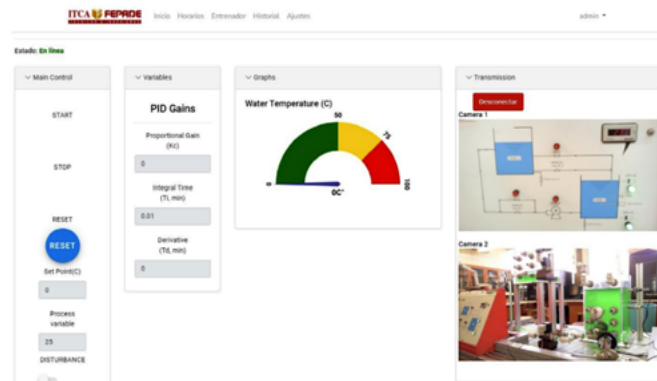 ITCA FEPADE
Inicio Horarios Entrenador Historial Ajustes
admin
Estado: En línea
Main Control
START
STOP
RESET
RESET
Set Point(C)
0
Process
variable
25
DISTURBANCE
Variables
PID Gains
Proportional Gain
(Kc)
0
Integral Time
(Ti, min)
0.01
Derivative
(Td, min)
0
Graphs
Water Temperature (C)
0
50
75
100
0C°
Transmission
Desconectar
Camera 1
Camera 2